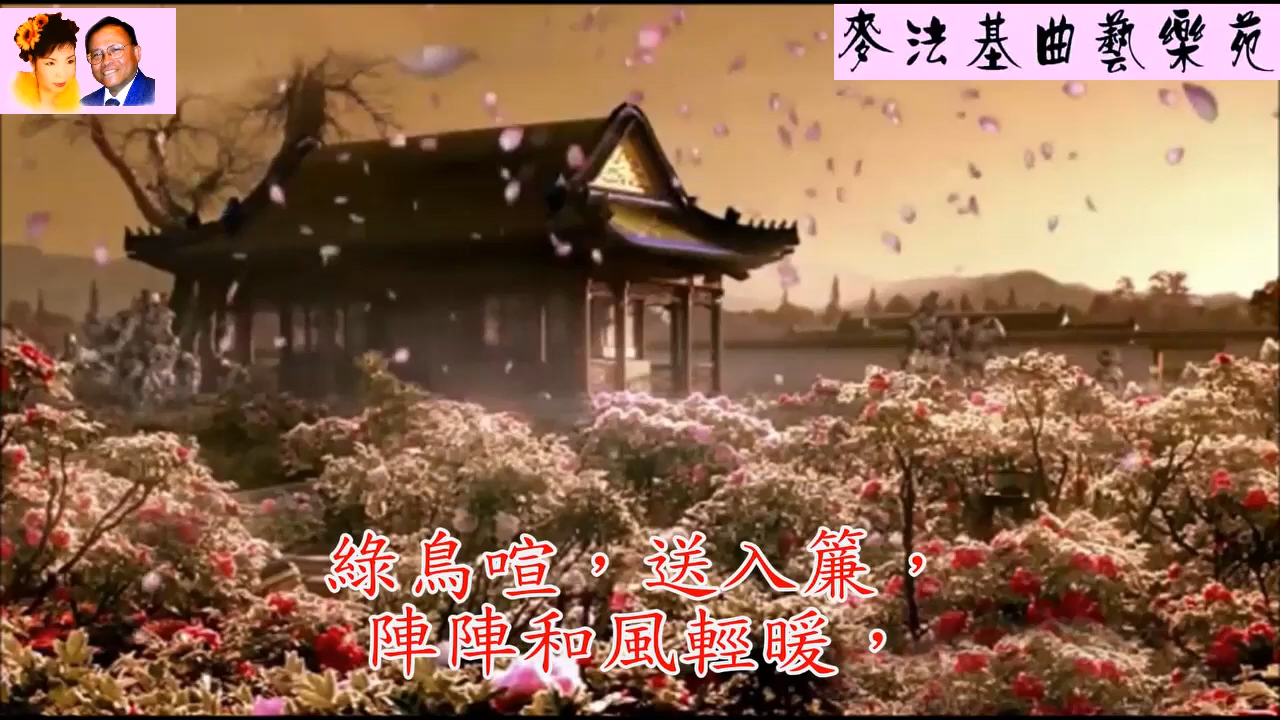 麥法基曲藝樂苑
綠鳥喧，送入簾，
陣陣和風輕暖，